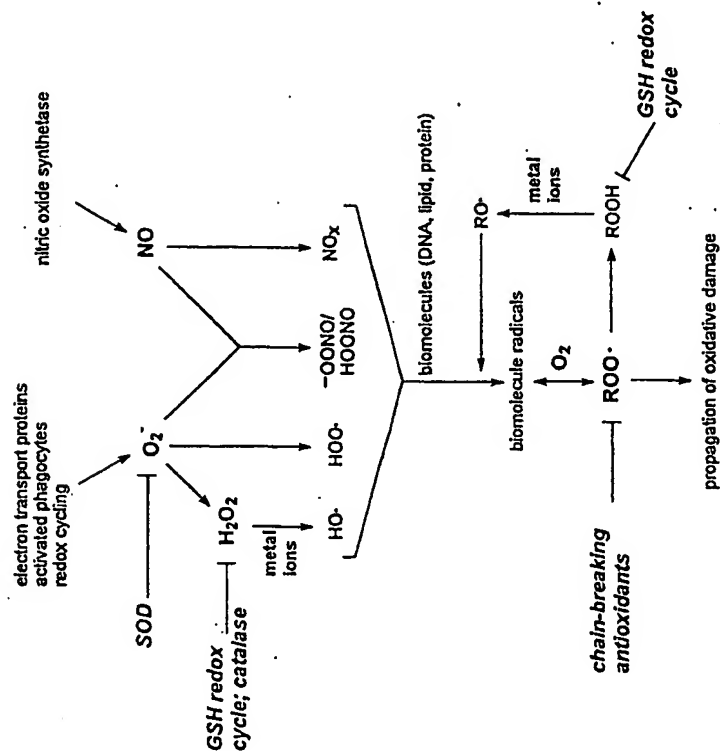 electron transport proteins
activated phagocytes
redox cycling
nitric oxide synthetase
SOD
O₂⁻
NO
GSH redox
cycle; catalase
H₂O₂
metal
ions
HO·
HOO·
⁻OONO/
HOONO
NOₓ
biomolecules (DNA, lipid, protein)
biomolecule radicals
RO·
O₂
metal
ions
chain-breaking
antioxidants
ROO·
ROOH
GSH redox
cycle
propagation of oxidative damage